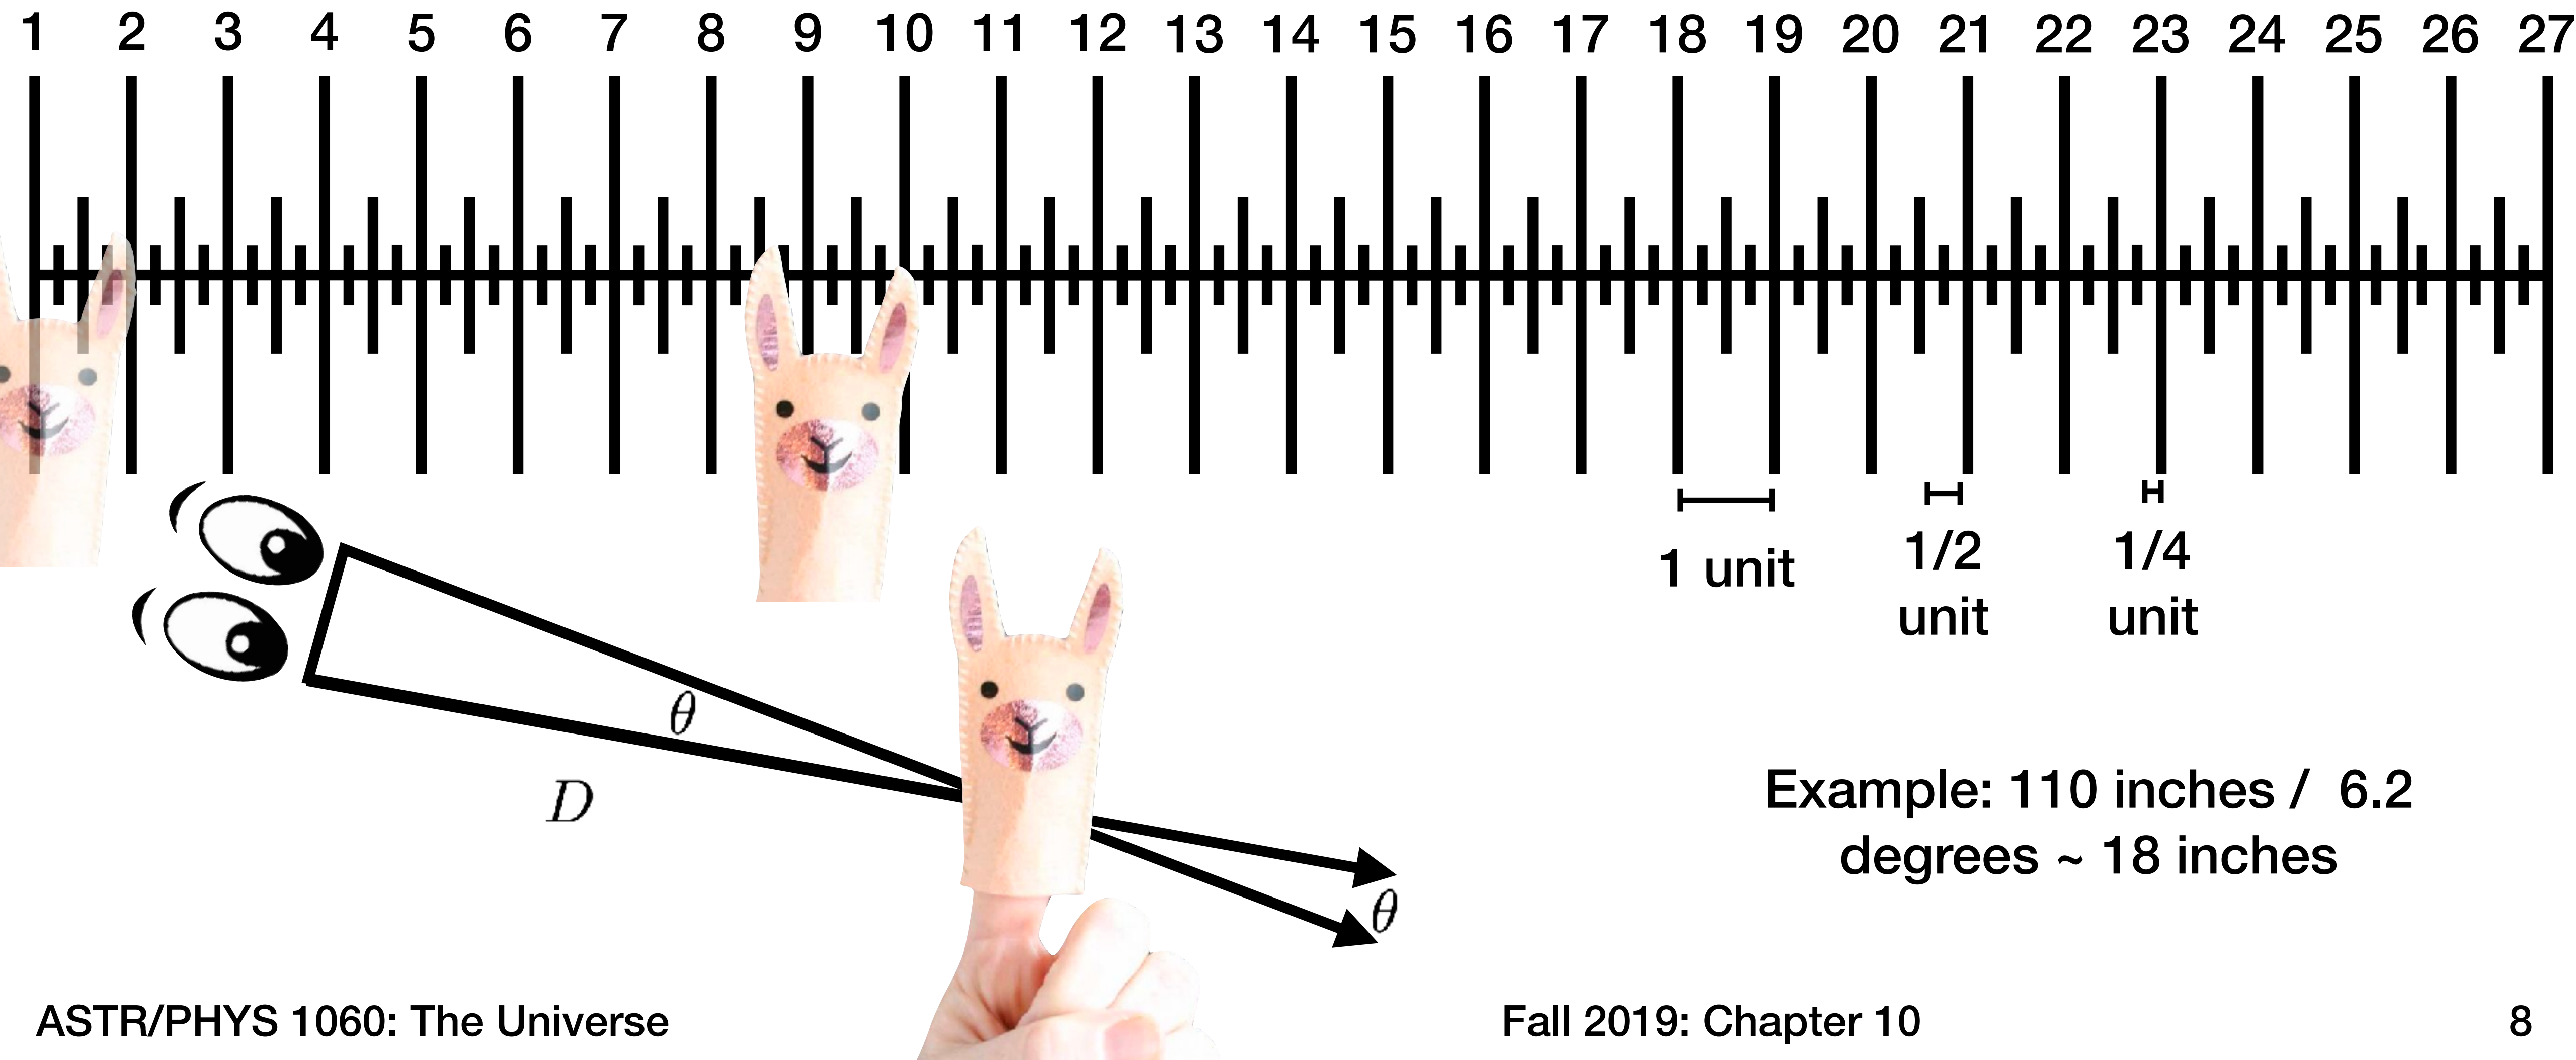 1 2 3 4 5 6 7 8 9 10 11 12 13 14 15 16 17 18 19 20 21 22 23 24 25 26 27
1 unit
1/2
unit
1/4
unit
θ
D
θ
Example: 110 inches / 6.2
degrees ~ 18 inches
ASTR/PHYS 1060: The Universe
Fall 2019: Chapter 10
8